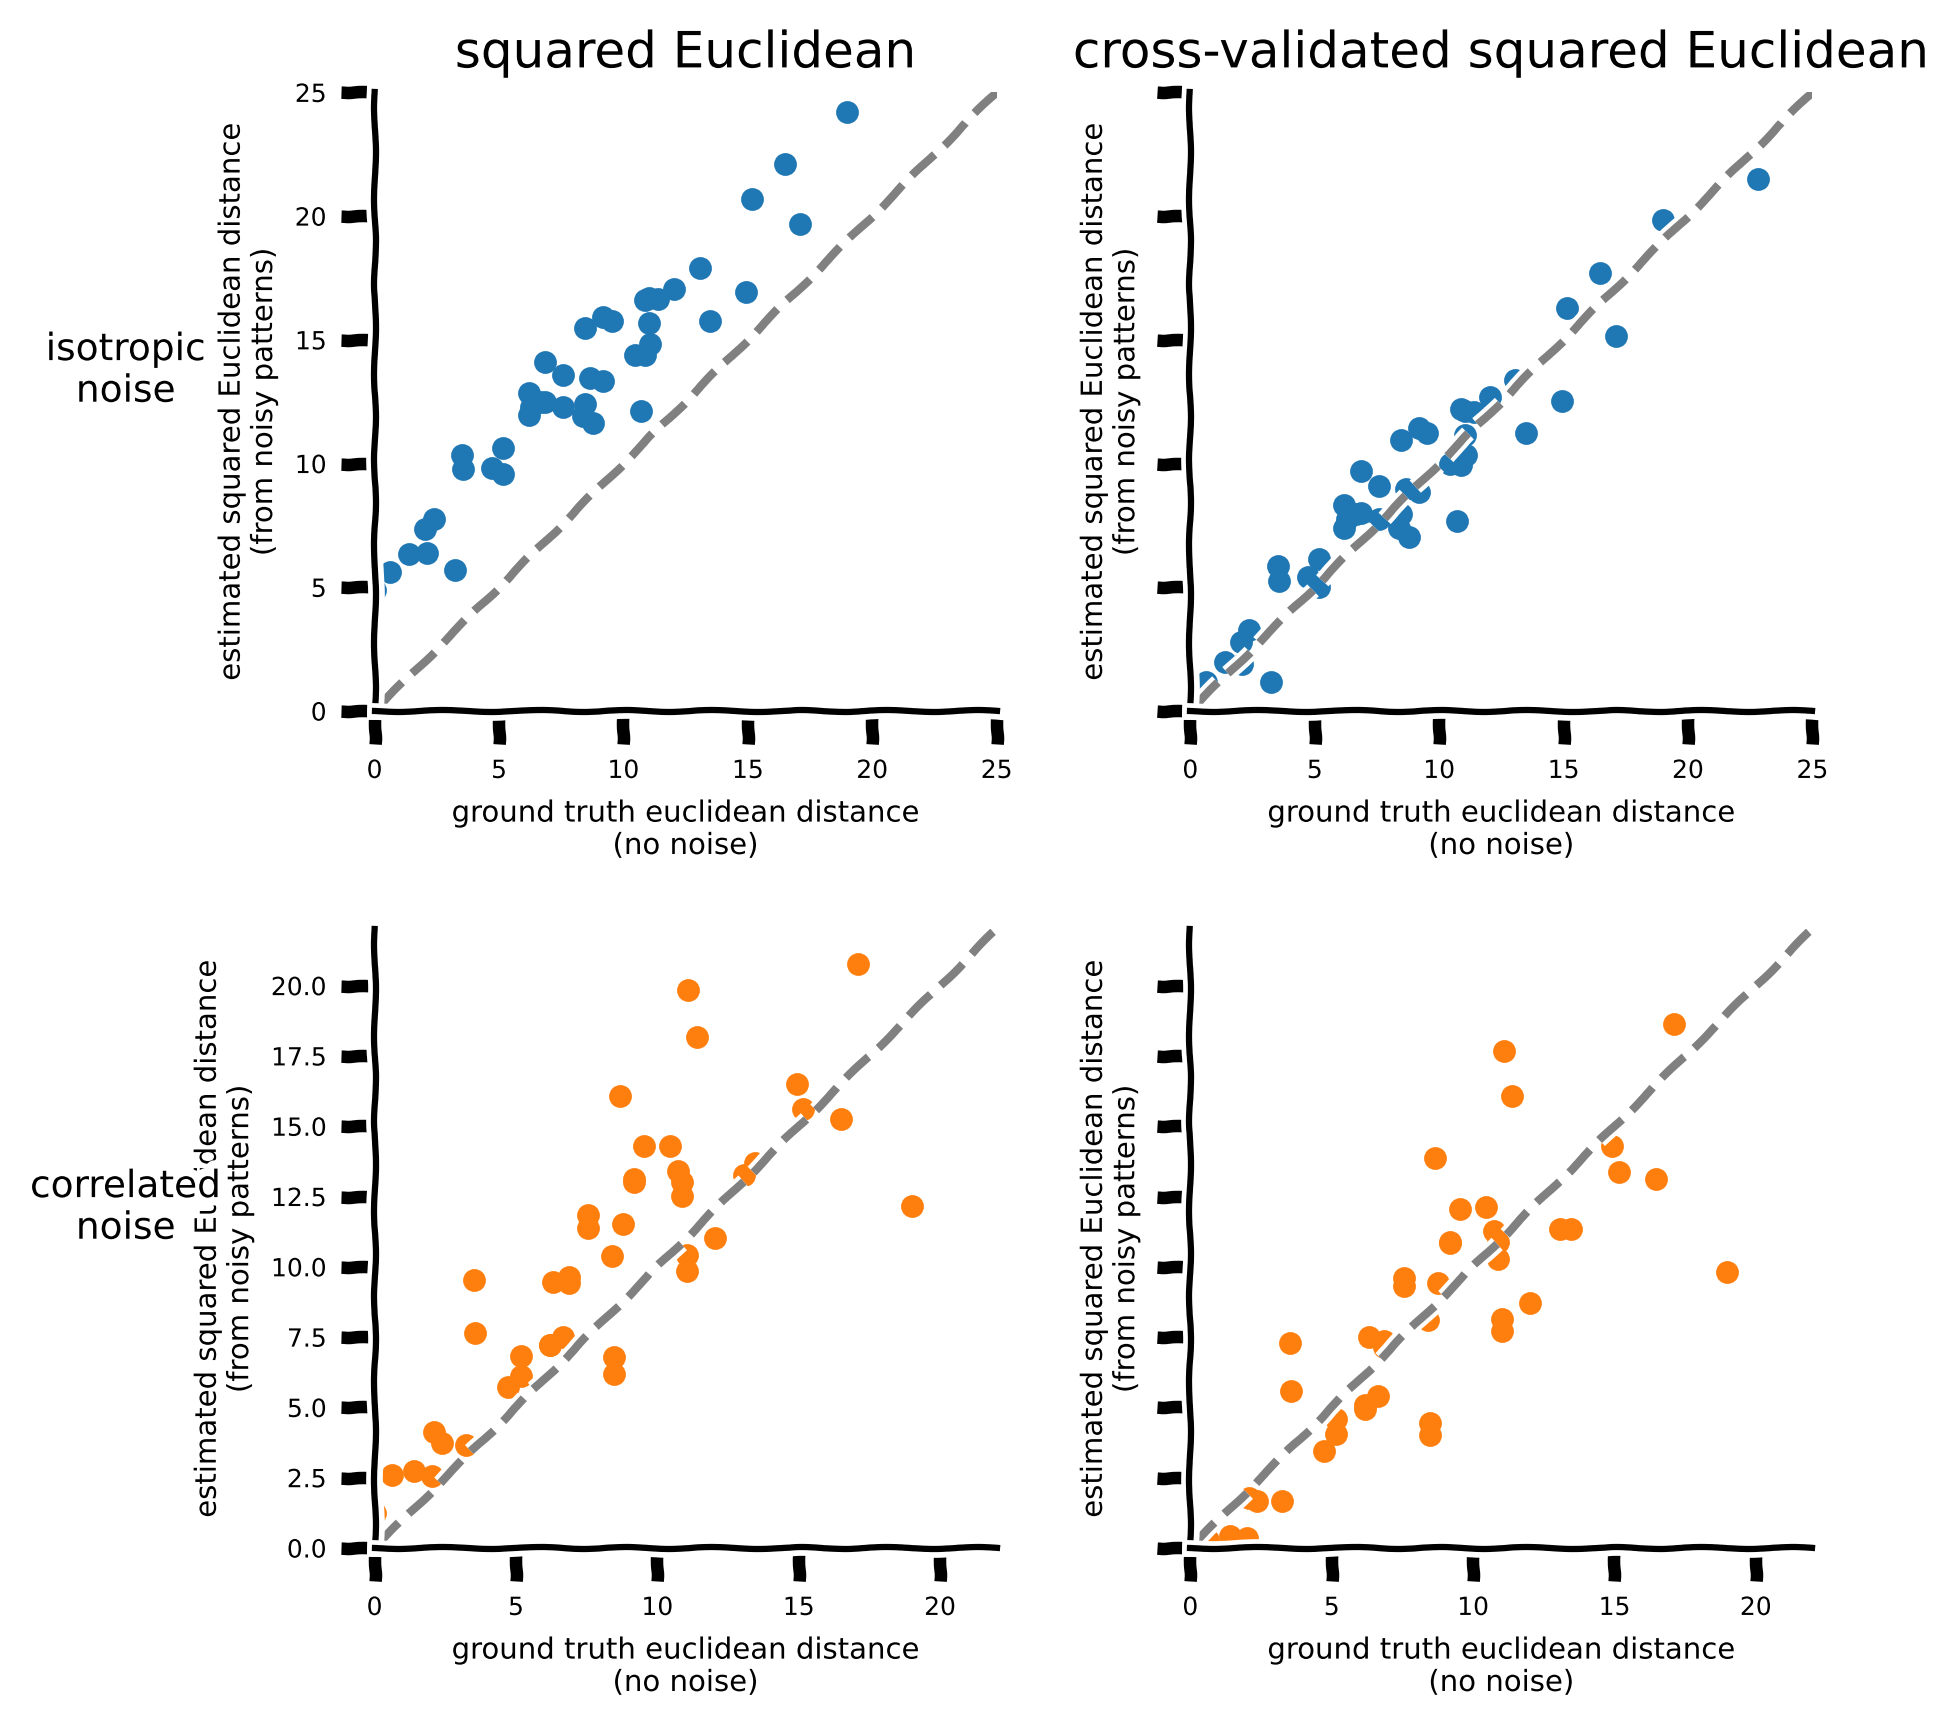 squared Euclidean
cross-validated squared Euclidean
isotropic
noise
estimated squared Euclidean distance
(from noisy patterns)
25
20
15
10
5
0
0 5 10 15 20 25
ground truth euclidean distance
(no noise)
estimated squared Euclidean distance
(from noisy patterns)
0 5 10 15 20 25
ground truth euclidean distance
(no noise)
correlated
noise
estimated squared Euclidean distance
(from noisy patterns)
20.0
17.5
15.0
12.5
10.0
7.5
5.0
2.5
0.0
0 5 10 15 20
ground truth euclidean distance
(no noise)
estimated squared Euclidean distance
(from noisy patterns)
0 5 10 15 20
ground truth euclidean distance
(no noise)